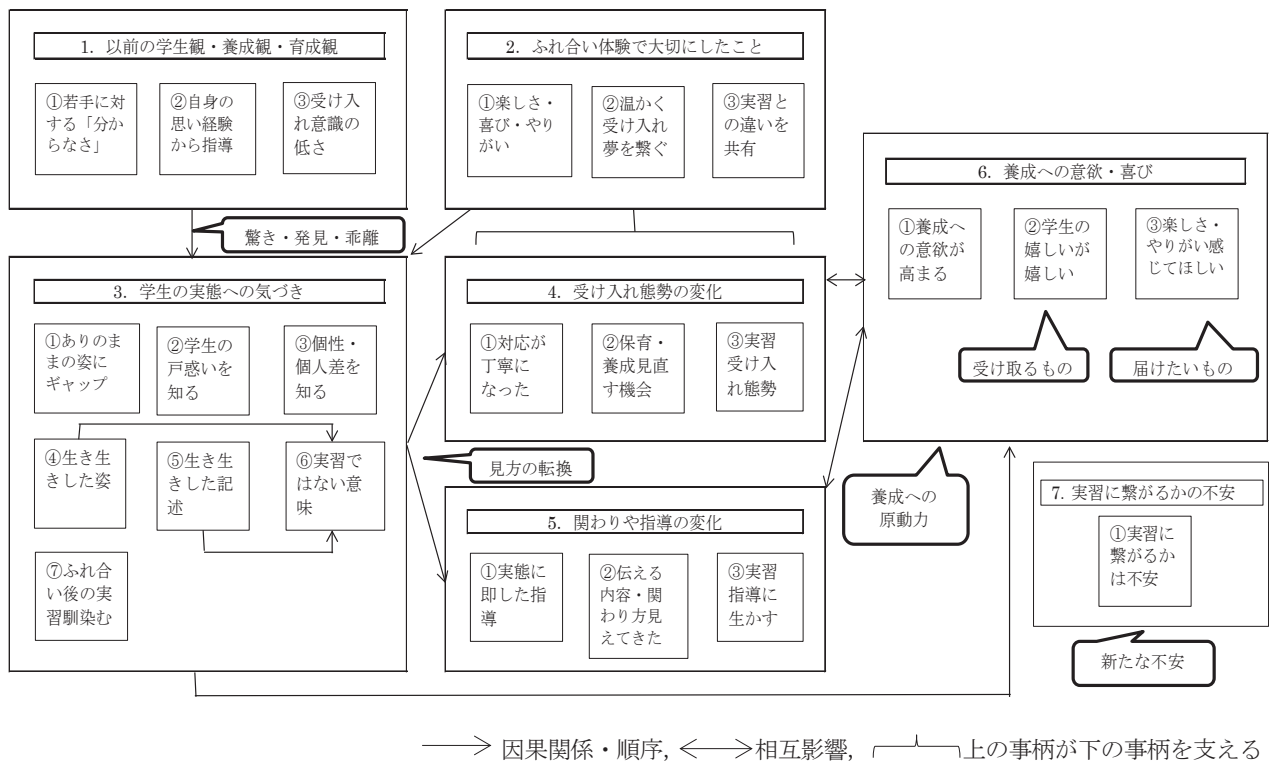 1. 以前の学生観・養成観・育成観
①若手に対
する「分か
らなさ」
②自身の
思い経験
から指導
③受け入
れ意識の
低さ
2. ふれ合い体験で大切にしたこと
①楽しさ・
喜び・やり
がい
②温かく
受け入れ
夢を繋ぐ
③実習と
の違いを
共有
驚き・発見・乖離
3. 学生の実態への気づき
①ありのま
まの姿に
ギャップ
②学生の
戸惑いを
知る
③個性・
個人差を
知る
④生き生
きした姿
⑤生き生
きした記
述
⑥実習で
はない意
味
⑦ふれ合
い後の実
習馴染む
4. 受け入れ態勢の変化
①対応が
丁寧に
なった
②保育・
養成見直
す機会
③実習
受け入
れ態勢
見方の転換
5. 関わりや指導の変化
①実態に
即した指
導
②伝える
内容・関
わり方見
えてきた
③実習
指導に
生かす
6. 養成への意欲・喜び
①養成へ
の意欲が
高まる
②学生の
嬉しいが
嬉しい
③楽しさ・
やりがい感
じてほしい
受け取るもの
届けたいもの
養成への
原動力
7. 実習に繋がるかの不安
①実習に
繋がるか
は不安
新たな不安
因果関係・順序, 相互影響, 上の事柄が下の事柄を支える